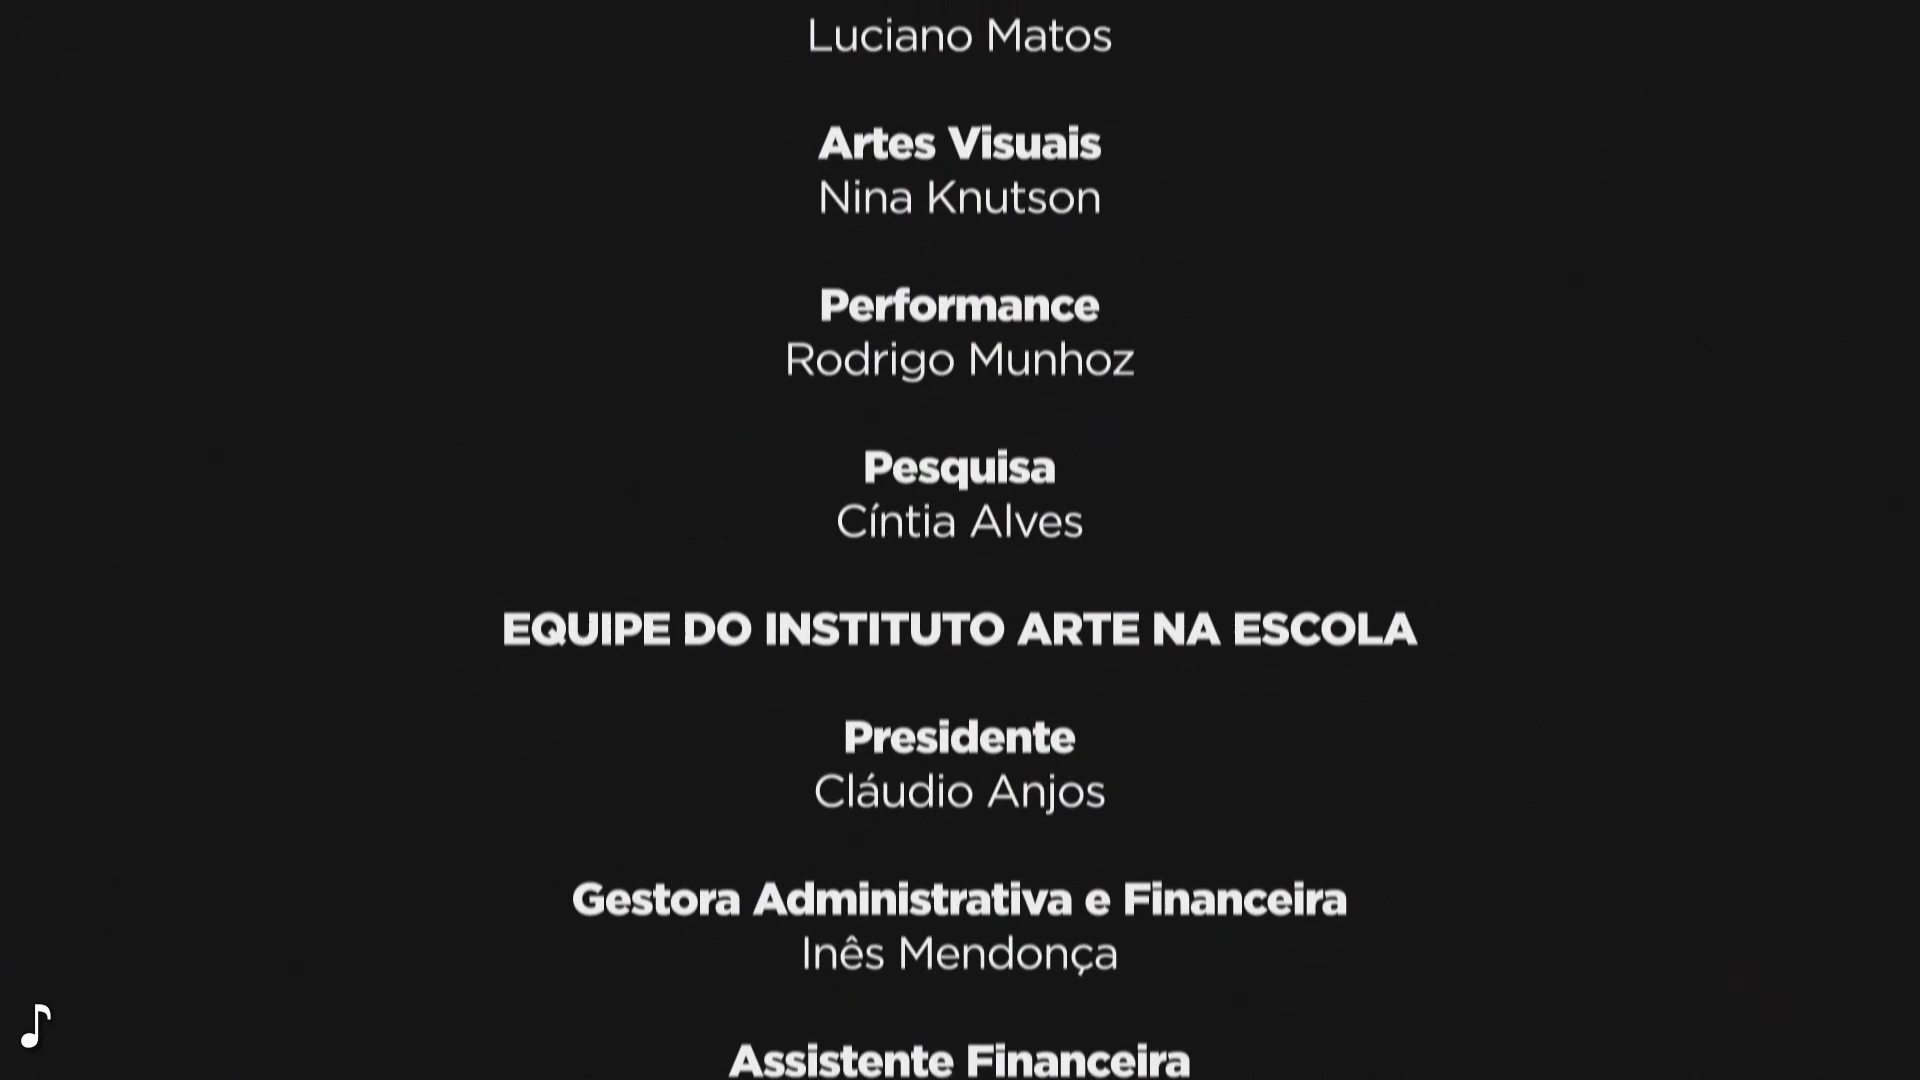 Luciano Matos
Artes Visuais
Nina Knutson
Performance
Rodrigo Munhoz
Pesquisa
Cíntia Alves
EQUIPE DO INSTITUTO ARTE NA ESCOLA
Presidente
Cláudio Anjos
Gestora Administrativa e Financeira
Inês Mendonça
Assistente Financeira